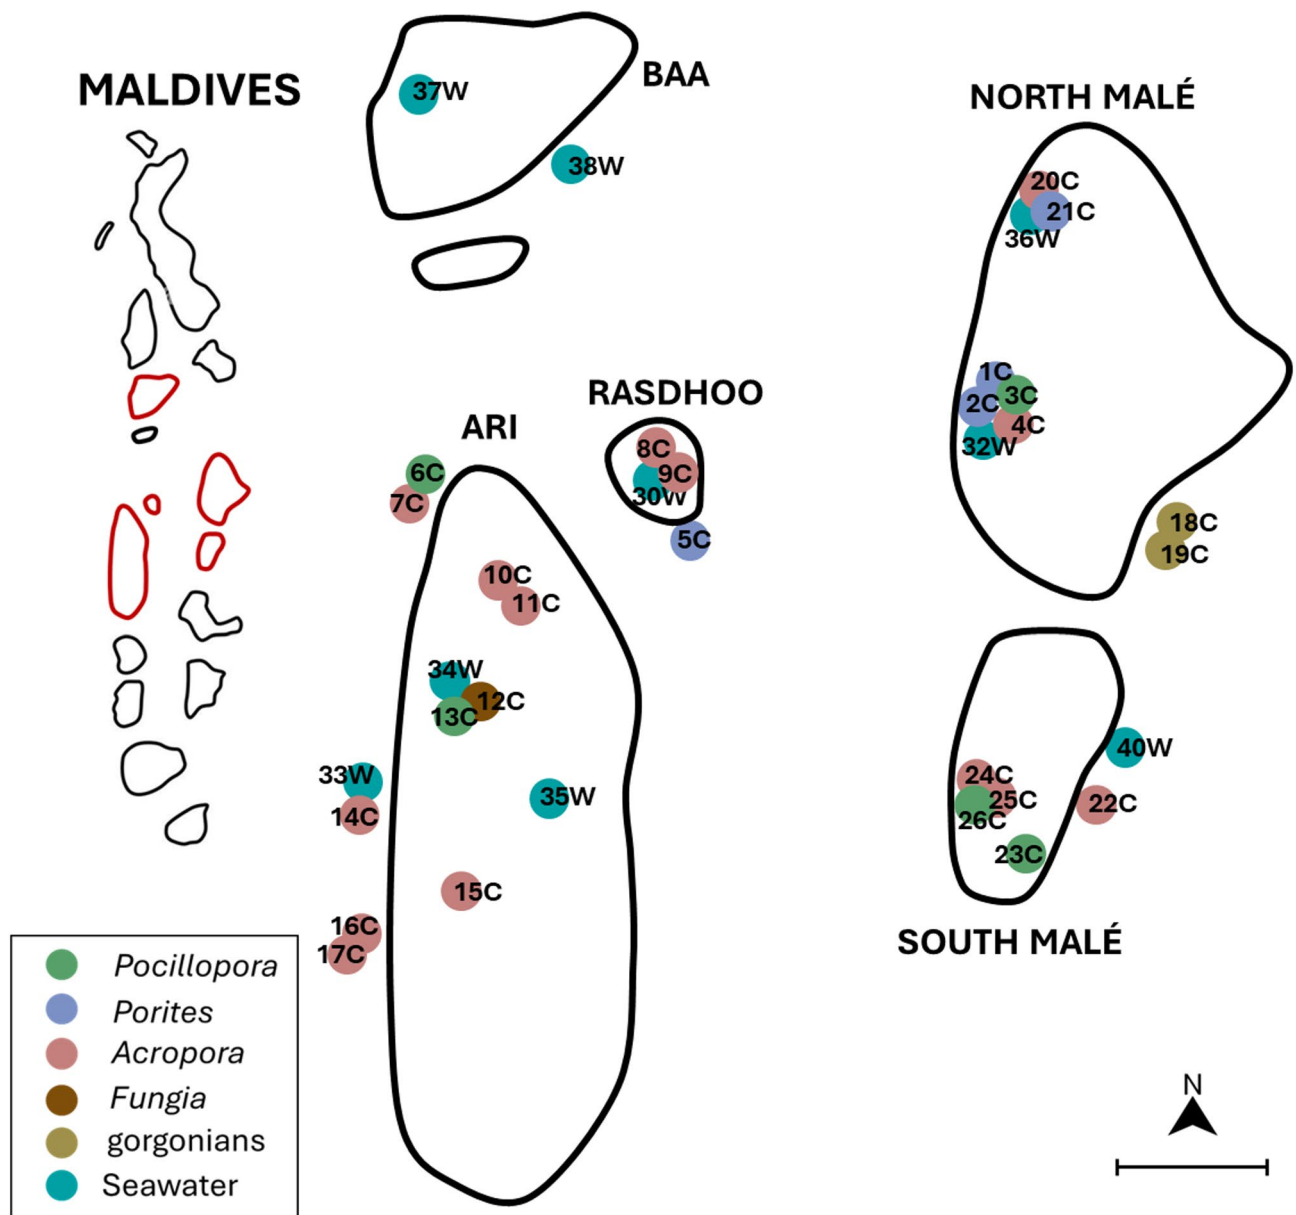 MALDIVES
BAA
37W
38W
NORTH MALÉ
20C
21C
36W
1C
2C
3C
4C
32W
18C
19C
RASDHOO
8C
9C
30W
5C
ARI
6C
7C
10C
11C
34W
12C
13C
33W
14C
35W
15C
16C
17C
40W
24C
25C
26C
22C
23C
SOUTH MALÉ
Pocillopora
Porites
Acropora
Fungia
gorgonians
Seawater
N